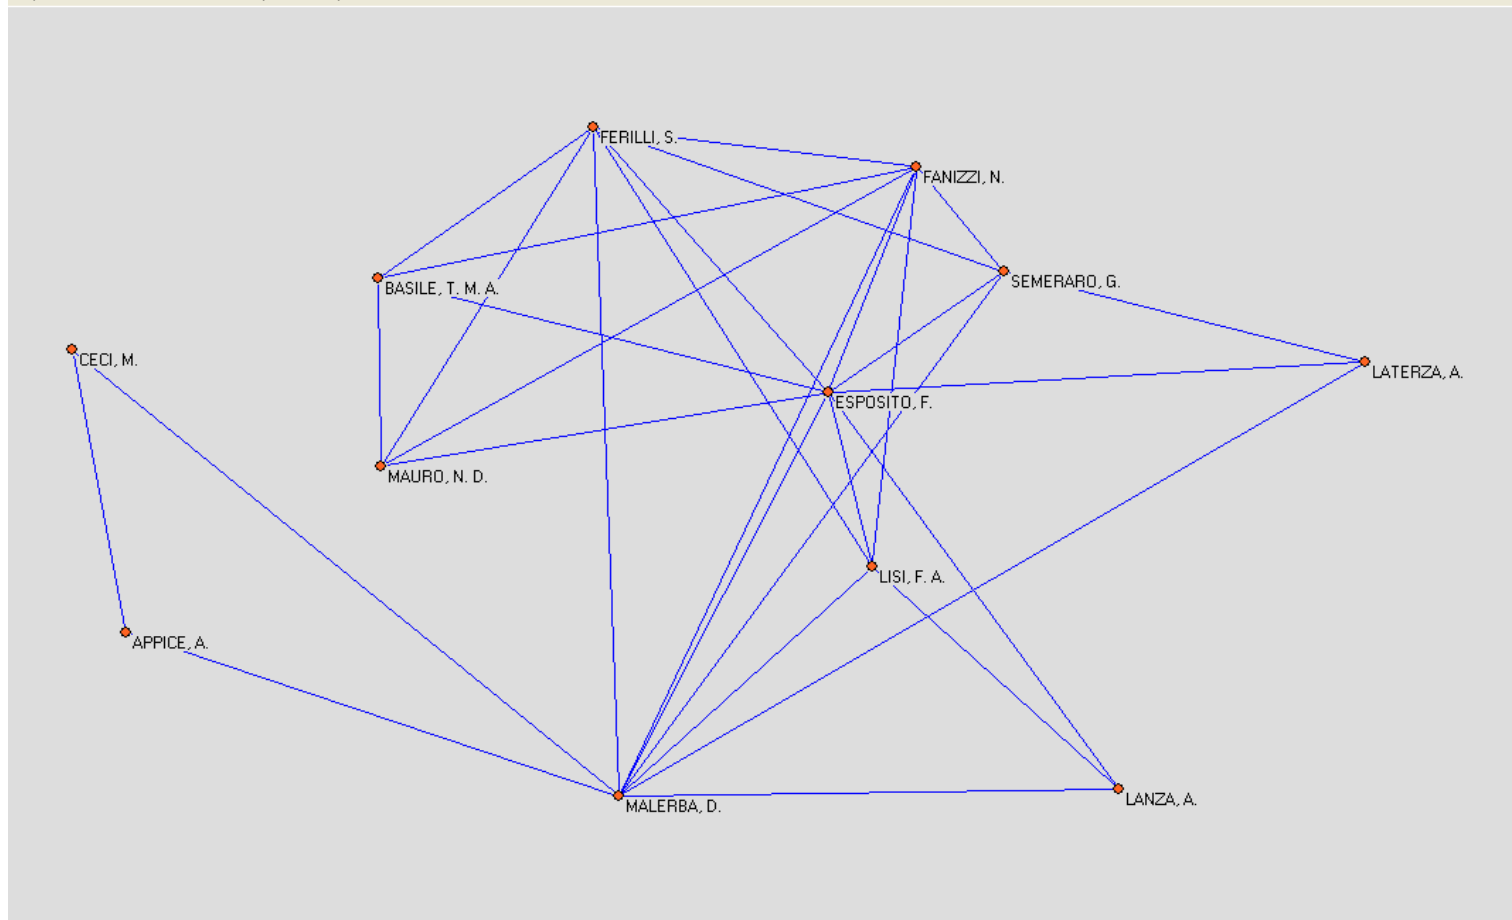 FERILLI, S.
FANIZZI, N.
SEMERARO, G.
BASILE, T. M. A.
CECI, M.
LATERZA, A.
ESPOSITO, F.
MAURO, N. D.
LISI, F. A.
APPICE, A.
LANZA, A.
MALERBA, D.